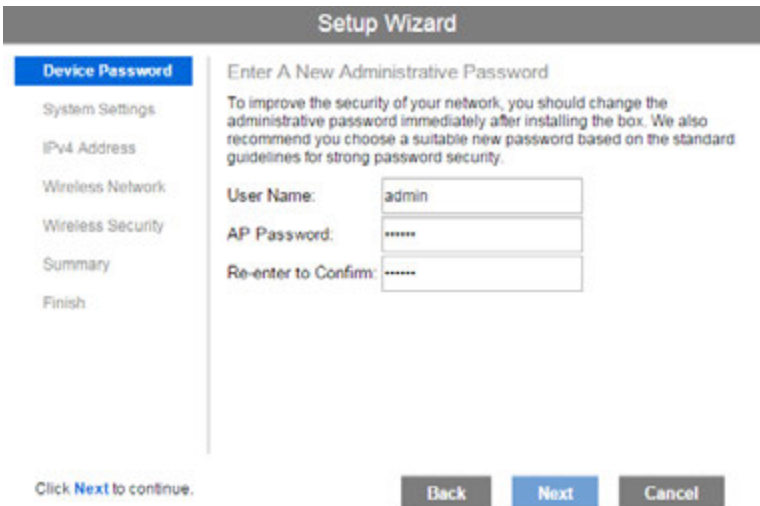 Setup Wizard
Device Password
System Settings
IPv4 Address
Wireless Network
Wireless Security
Summary
Finish
Enter A New Administrative Password
To improve the security of your network, you should change the
administrative password immediately after installing the box. We also
recommend you choose a suitable new password based on the standard
guidelines for strong password security.
User Name: admin
AP Password: ••••••
Re-enter to Confirm: ••••••
Click Next to continue.
Back Next Cancel